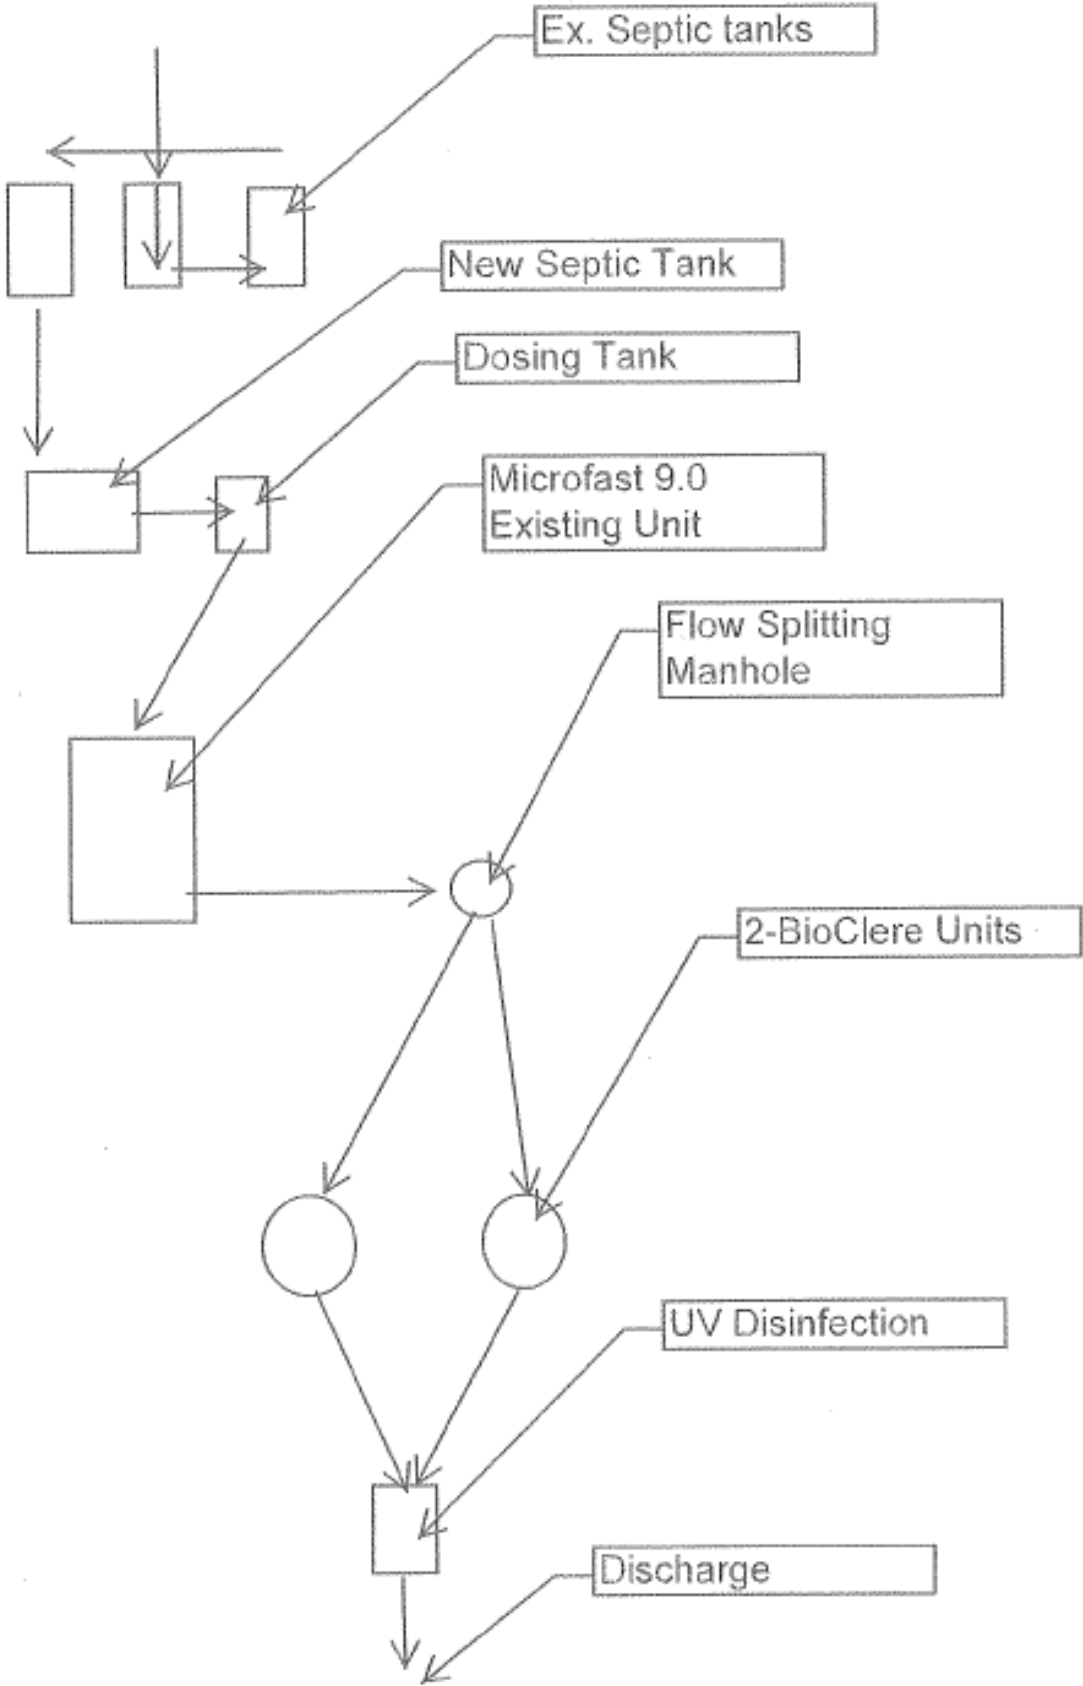 Ex. Septic tanks
New Septic Tank
Dosing Tank
Microfast 9.0
Existing Unit
Flow Splitting
Manhole
2-BioClere Units
UV Disinfection
Discharge